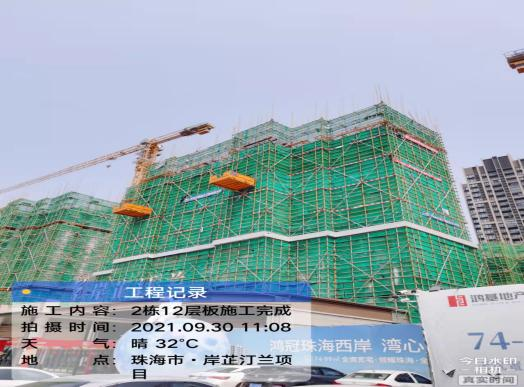 工程记录
施工内容：2栋12层板施工完成
拍摄时间：2021.09.30 11:08
天气：晴 32°C
地点：珠海市·岸芷汀兰项目
鸿冠珠海西岸 湾心
鸿基地产
74-
今日水印
相机
真实时间